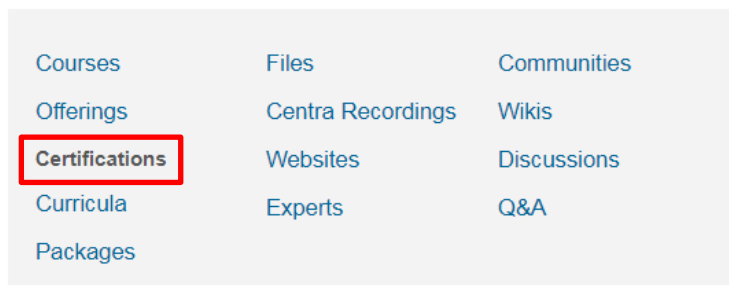 Courses
Offerings
Certifications
Curricula
Packages
Files
Centra Recordings
Websites
Experts
Communities
Wikis
Discussions
Q&A